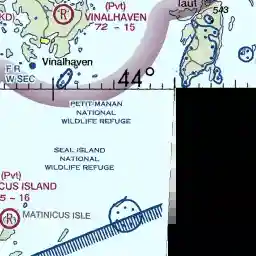 KD)
R
(Pvt)
VINALHAVEN
72 - 15
laut
543
Vinalhaven
44°
W SEC
PETIT MANAN
NATIONAL
WILDLIFE REFUGE
SEAL ISLAND
NATIONAL
WILDLIFE REFUGE
(Pvt)
CUS ISLAND
5 - 16
R
MATINICUS ISLE